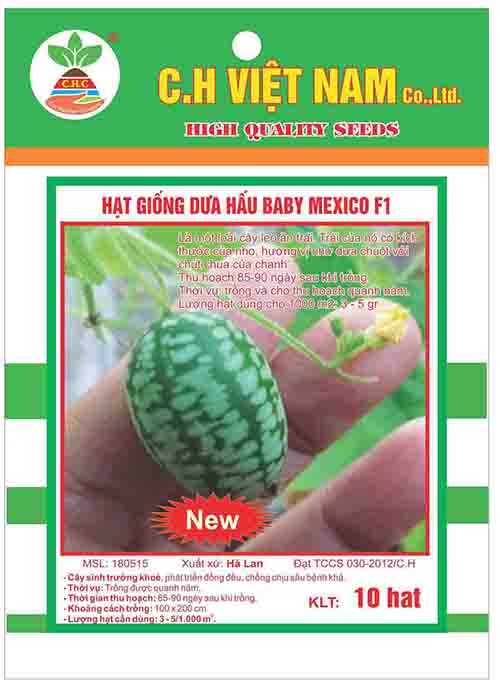 C.H.C
®
C.H VIỆT NAM Co.,Ltd.
HIGH QUALITY SEEDS
HẠT GIỐNG DƯA HẤU BABY MEXICO F1
Là một loài cây leo ăn trái. Trái của nó có kích
thước của nho, hương vị như dưa chuột với
chút chua của chanh
Thu hoạch 85-90 ngày sau khi trồng
Thời vụ: trồng và cho thu hoạch quanh năm.
Lượng hạt dùng cho 1000 m2: 3 - 5 gr
New
MSL: 180515 Xuất xứ: Hà Lan Đạt TCCS 030-2012/C.H
- Cây sinh trưởng khoẻ, phát triển đồng đều, chống chịu sâu bệnh khá.
- Thời vụ: Trồng được quanh năm.
- Thời gian thu hoạch: 85-90 ngày sau khi trồng.
- Khoảng cách trồng: 100 x 200 cm
- Lượng hạt cần dùng: 3 - 5/1.000 m².
KLT: 10 hat